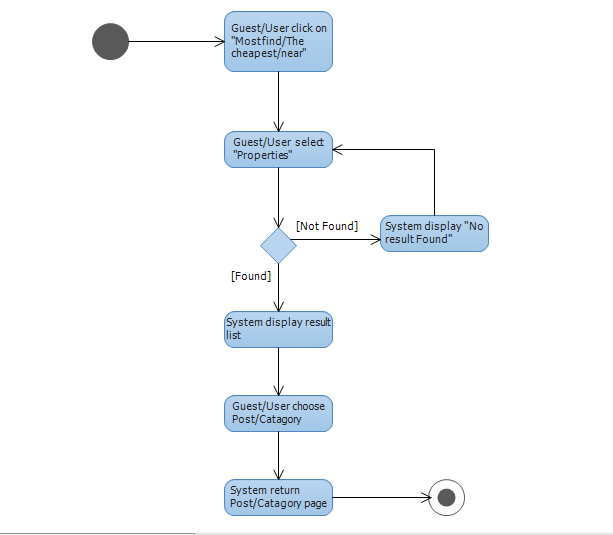 Guest/User click on
"Mostfind/The
cheapest/near"
Guest/User select
"Properties"
[Not Found]
System display "No
result Found"
[Found]
System display result
list
Guest/User choose
Post/Catagory
System return
Post/Catagory page